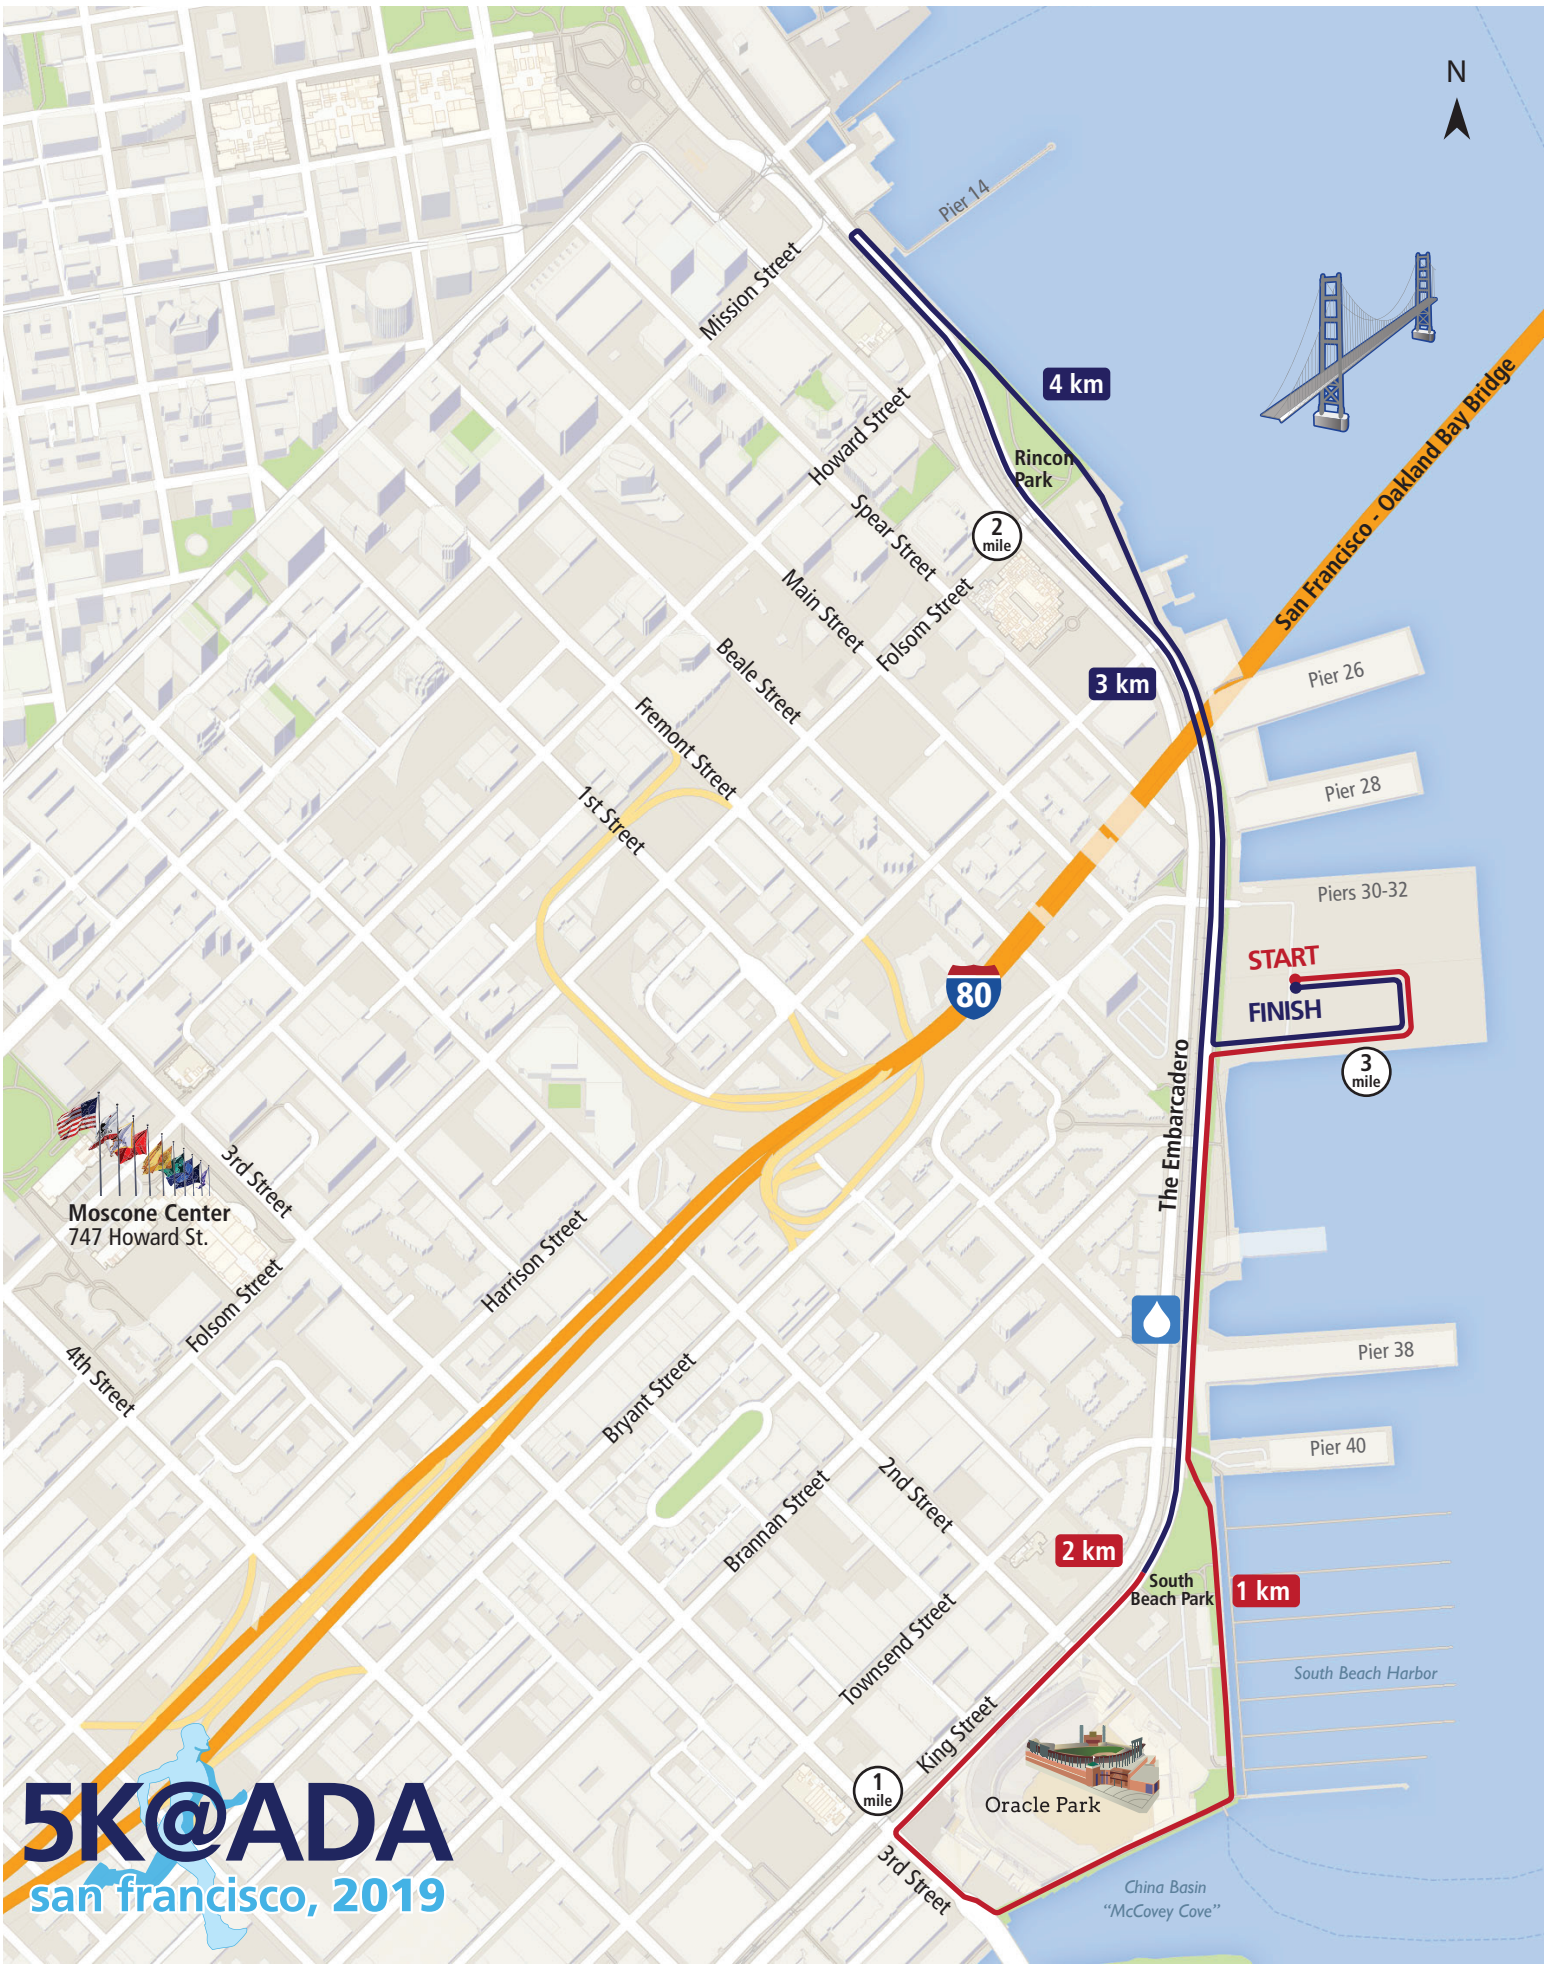 N
Pier 14
Mission Street
4 km
Howard Street
Rincon
Park
San Francisco - Oakland Bay Bridge
Spear Street
2
mile
Main Street
Folsom Street
Beale Street
3 km
Pier 26
Fremont Street
Pier 28
1st Street
Piers 30-32
START
80
FINISH
The Embarcadero
3
mile
3rd Street
Moscone Center
747 Howard St.
Harrison Street
Folsom Street
Pier 38
4th Street
Bryant Street
Pier 40
2nd Street
Brannan Street
2 km
South
Beach Park
1 km
Townsend Street
South Beach Harbor
King Street
1
mile
Oracle Park
5K@ADA
3rd Street
san francisco, 2019
China Basin
“McCovey Cove”